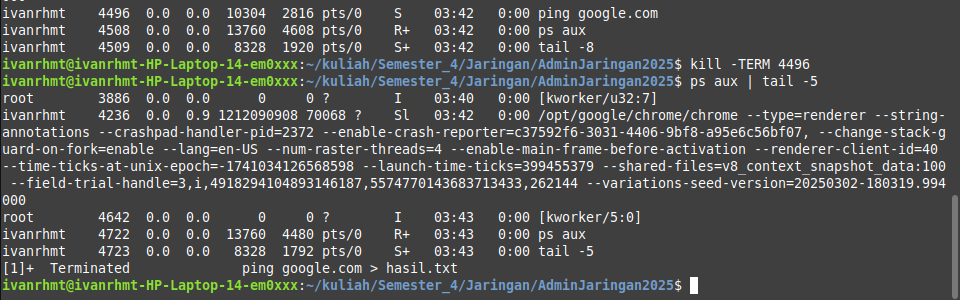 ivanrhmt    4496  0.0  0.0  10304  2816 pts/0    S    03:42   0:00 ping google.com
ivanrhmt    4508  0.0  0.0  13760  4608 pts/0    R+   03:42   0:00 ps aux
ivanrhmt    4509  0.0  0.0   8328  1920 pts/0    S+   03:42   0:00 tail -8
ivanrhmt@ivanrhmt-HP-Laptop-14-em0xxx:~/kuliah/Semester_4/Jaringan/AdminJaringan2025$ kill -TERM 4496
ivanrhmt@ivanrhmt-HP-Laptop-14-em0xxx:~/kuliah/Semester_4/Jaringan/AdminJaringan2025$ ps aux | tail -5
root        3886  0.0  0.0      0     0 ?        I    03:40   0:00 [kworker/u32:7]
ivanrhmt    4236  0.0  0.9 1212090908 70068 ?    Sl   03:42   0:00 /opt/google/chrome/chrome --type=renderer --string-
annotations --crashpad-handler-pid=2372 --enable-crash-reporter=c37592f6-3031-4406-9bf8-a95e6c56bf07, --change-stack-g
uard-on-fork=enable --lang=en-US --num-raster-threads=4 --enable-main-frame-before-activation --renderer-client-id=40
--time-ticks-at-unix-epoch=-1741034126568598 --launch-time-ticks=399455379 --shared-files=v8_context_snapshot_data:100
 --field-trial-handle=3,i,4918294104893146187,5574770143683713433,262144 --variations-seed-version=20250302-180319.994
000
root        4642  0.0  0.0      0     0 ?        I    03:43   0:00 [kworker/5:0]
ivanrhmt    4722  0.0  0.0  13760  4480 pts/0    R+   03:43   0:00 ps aux
ivanrhmt    4723  0.0  0.0   8328  1792 pts/0    S+   03:43   0:00 tail -5
[1]+  Terminated              ping google.com > hasil.txt
ivanrhmt@ivanrhmt-HP-Laptop-14-em0xxx:~/kuliah/Semester_4/Jaringan/AdminJaringan2025$